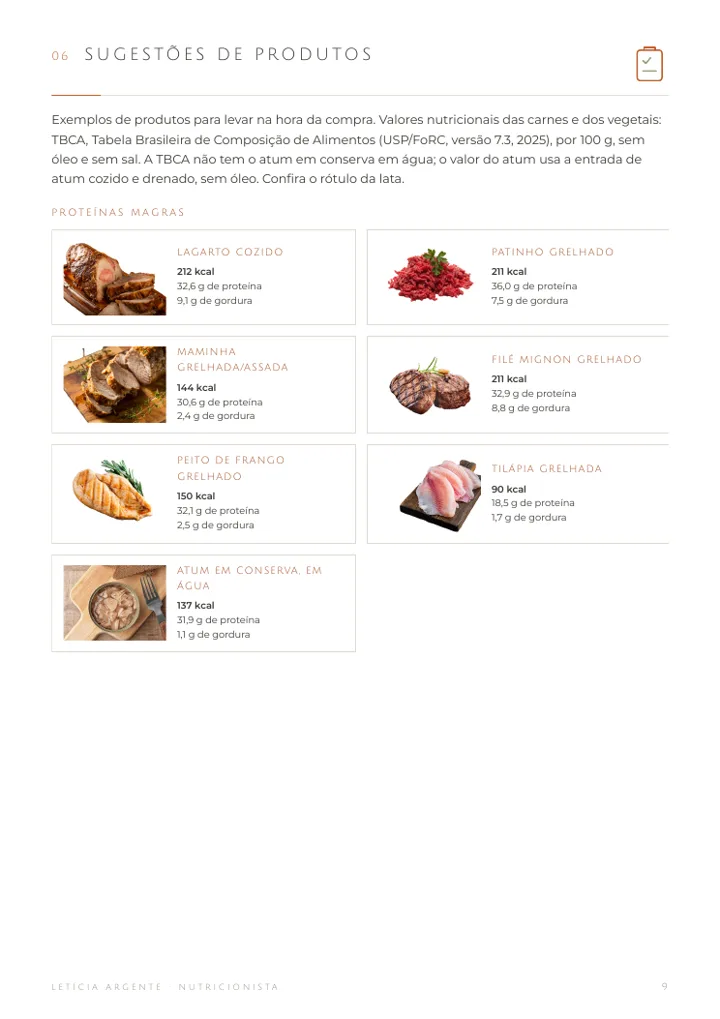 06 SUGESTÕES DE PRODUTOS
Exemplos de produtos para levar na hora da compra. Valores nutricionais das carnes e dos vegetais:
TBCA, Tabela Brasileira de Composição de Alimentos (USP/FoRC, versão 7.3, 2025), por 100 g, sem
óleo e sem sal. A TBCA não tem o atum em conserva em água; o valor do atum usa a entrada de
atum cozido e drenado, sem óleo. Confira o rótulo da lata.
PROTEÍNAS MAGRAS
LAGARTO COZIDO
212 kcal
32,6 g de proteína
9,1 g de gordura
PATINHO GRELHADO
211 kcal
36,0 g de proteína
7,5 g de gordura
MAMINHA
GRELHADA/ASSADA
144 kcal
30,6 g de proteína
2,4 g de gordura
FILÉ MIGNON GRELHADO
211 kcal
32,9 g de proteína
8,8 g de gordura
PEITO DE FRANGO
GRELHADO
150 kcal
32,1 g de proteína
2,5 g de gordura
TILÁPIA GRELHADA
90 kcal
18,5 g de proteína
1,7 g de gordura
ATUM EM CONSERVA, EM
ÁGUA
137 kcal
31,9 g de proteína
1,1 g de gordura
LETÍCIA ARGENTE NUTRICIONISTA
9